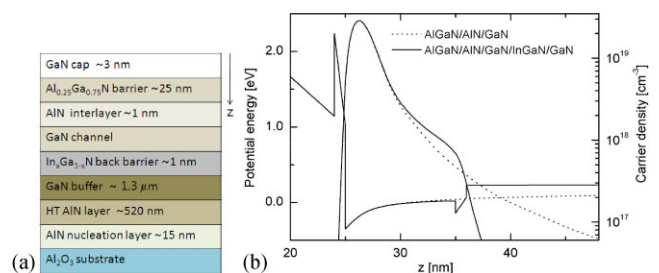 GaN cap ~3 nm
Al0.25Ga0.75N barrier ~25 nm
AlN interlayer ~1 nm
GaN channel
InxGa1-xN back barrier ~1 nm
GaN buffer ~ 1.3 μm
HT AlN layer ~520 nm
AlN nucleation layer ~15 nm
Al2O3 substrate
z
(a)
(b)
AlGaN/AlN/GaN
AlGaN/AlN/GaN/InGaN/GaN
Potential energy [eV]
2.0
1.0
0.0
20
30
40
z [nm]
10^19
10^18
10^17
Carrier density [cm-3]